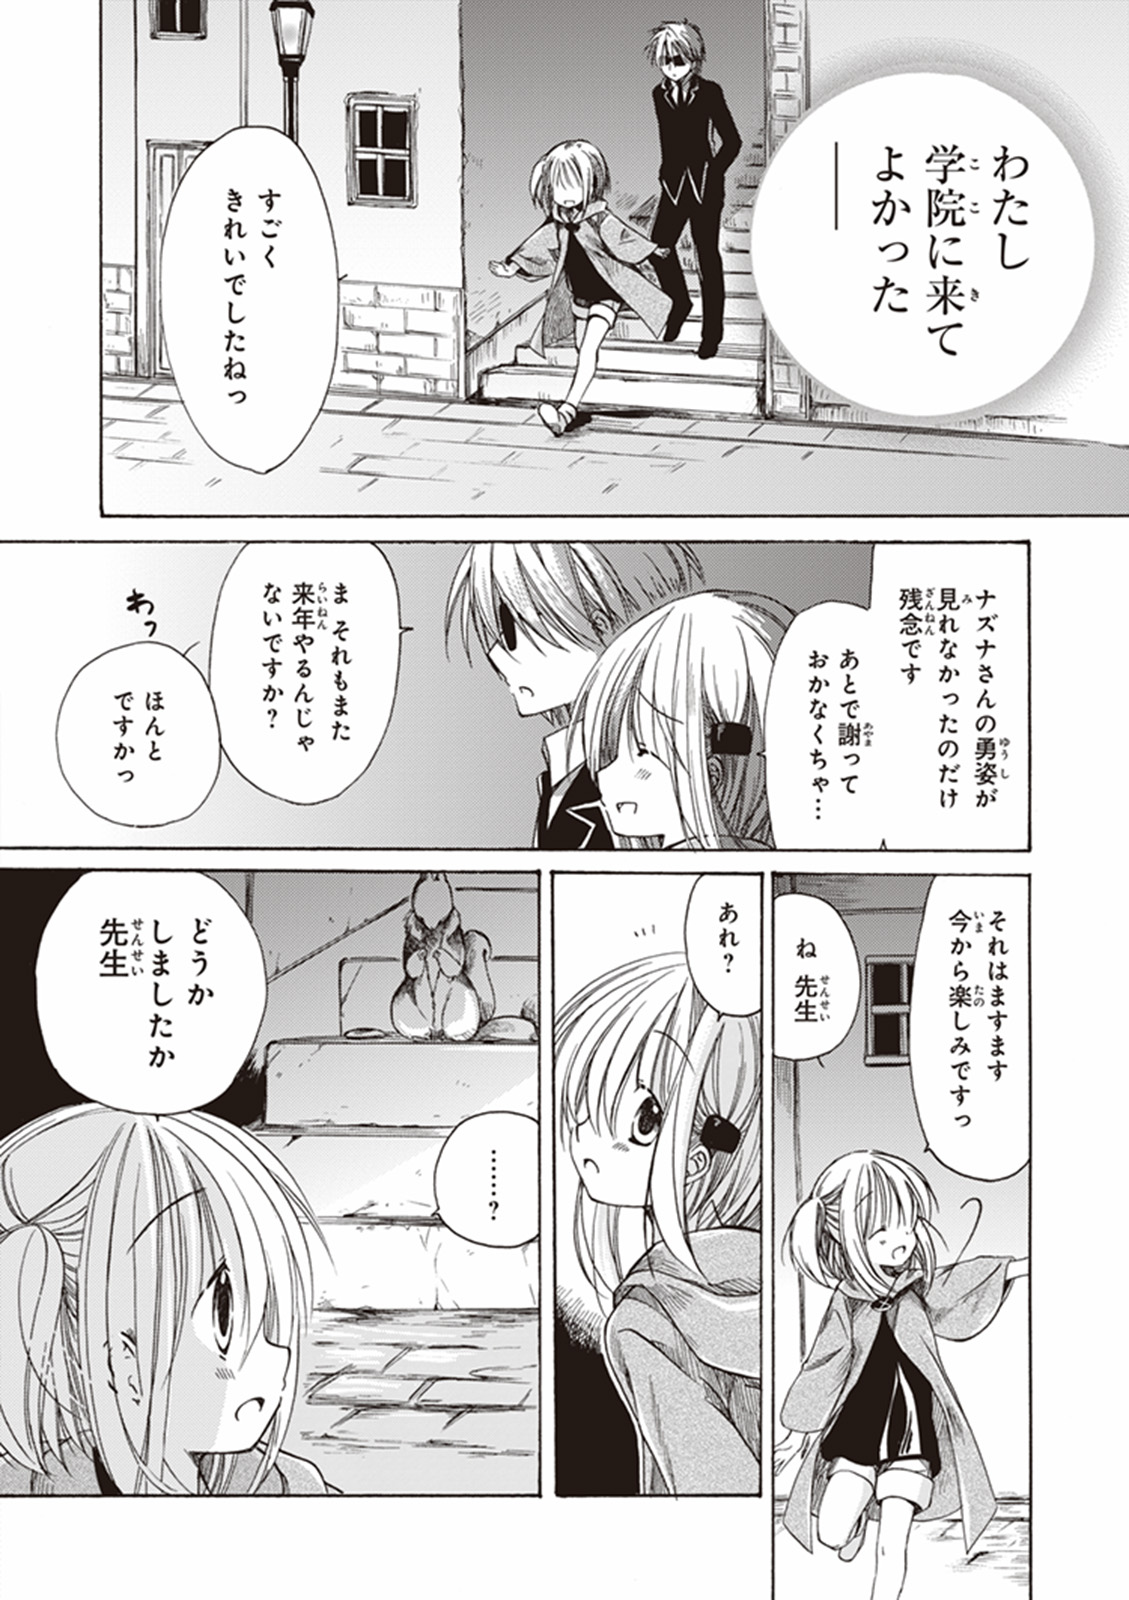 わたし
学院に来て
よかった
――
すごく
きれいでしたねっ
ナズナさんの勇姿が
見れなかったのだけ
残念です
あとで謝って
おかなくちゃ…
ま それもまた
来年やるんじゃ
ないですか?
わっ
ほんと
ですかっ
それはますます
今から楽しみですっ
ね 先生
あれ?
……?
どうか
しましたか
先生